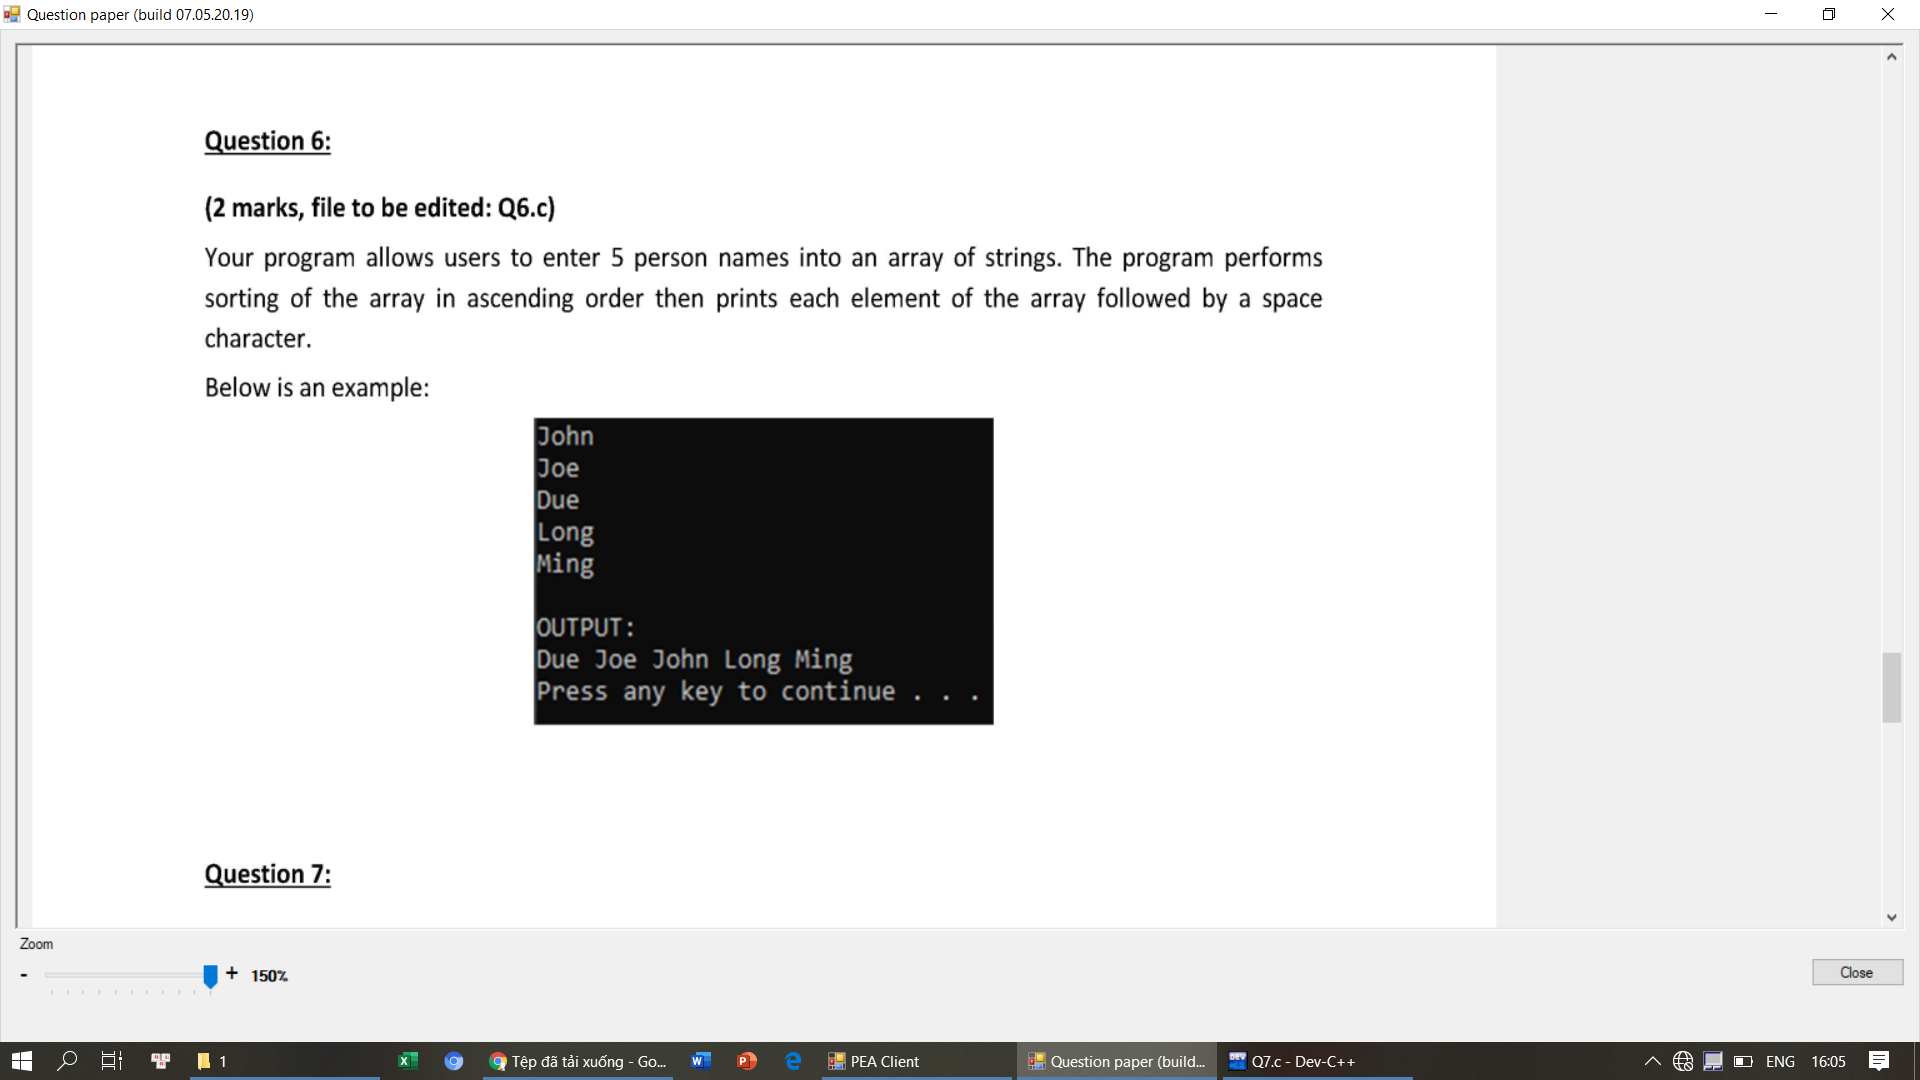 Question paper (build 07.05.20.19)
Question 6:
(2 marks, file to be edited: Q6.c)
Your program allows users to enter 5 person names into an array of strings. The program performs
sorting of the array in ascending order then prints each element of the array followed by a space
character.
Below is an example:
John
Joe
Due
Long
Ming
OUTPUT:
Due Joe John Long Ming
Press any key to continue . . .
Question 7:
Zoom
- + 150%
Close
1
Tệp đã tải xuống - Go...
PEA Client
Question paper (build...
Q7.c - Dev-C++
ENG
16:05